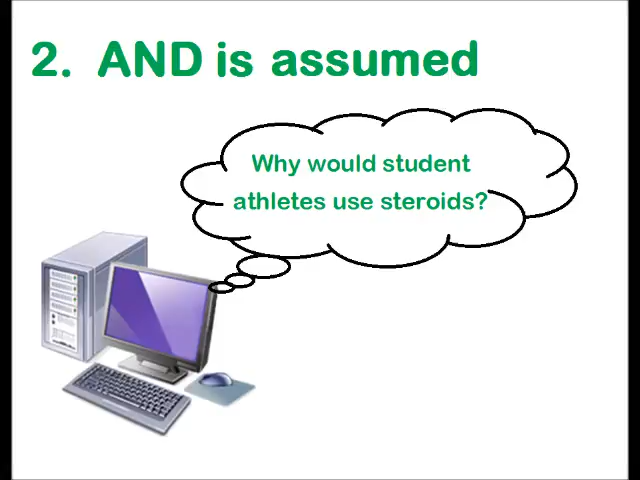 2. AND is assumed
Why would student
athletes use steroids?